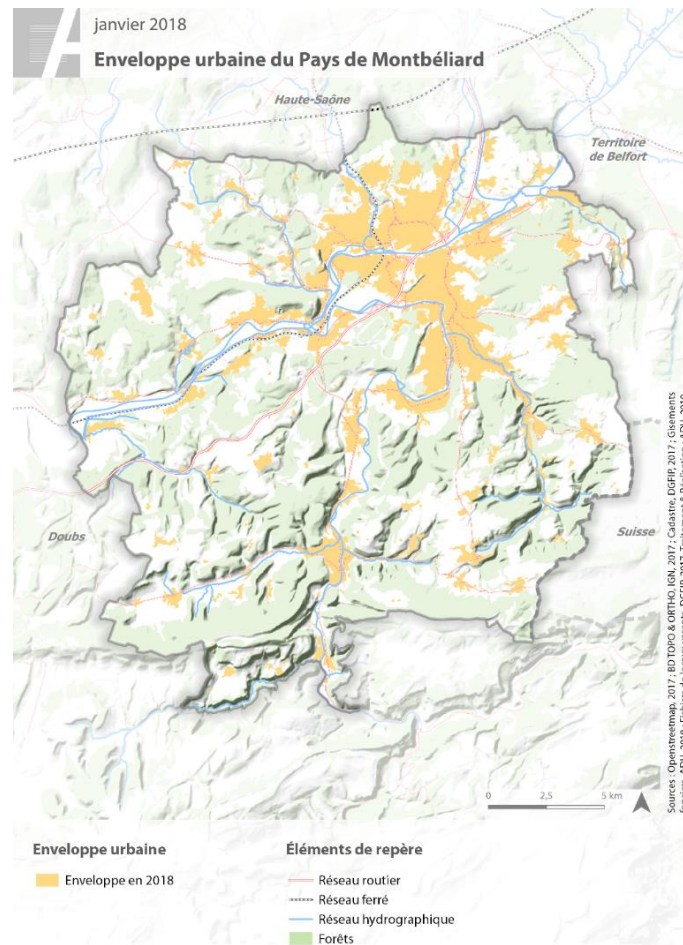 janvier 2018
Enveloppe urbaine du Pays de Montbéliard
Haute-Saône
Territoire
de Belfort
Doubs
Suisse
Sources : Openstreetmap, 2017 ; BD TOPO & ORTHO, IGN, 2017 ; Cadastre, DGFIP, 2017 ; Gisements
0 2,5 5 km
Enveloppe urbaine
Enveloppe en 2018
Éléments de repère
Réseau routier
Réseau ferré
Réseau hydrographique
Forêts